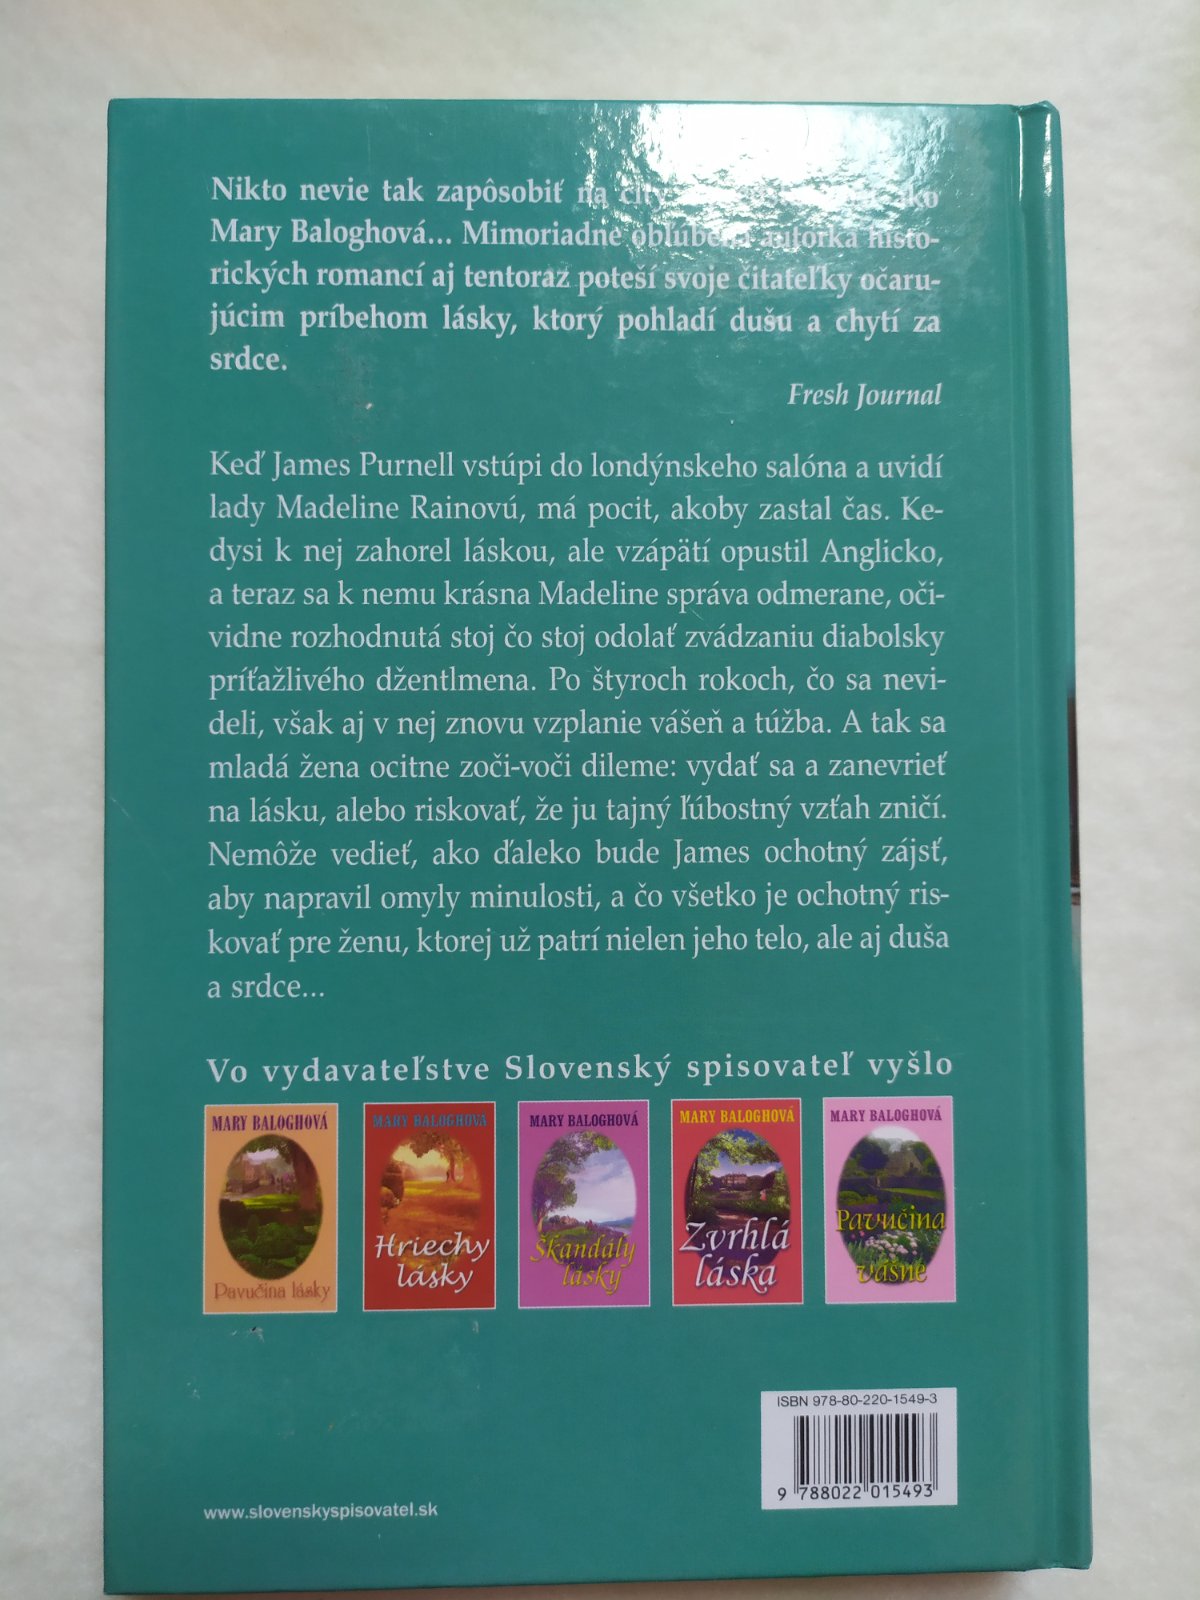 Nikto nevie tak zapôsobiť na city ako
Mary Baloghová... Mimoriadne obľúbená autorka histo-
rických romancí aj tentoraz poteší svoje čitateľky očaru-
júcim príbehom lásky, ktorý pohladí dušu a chytí za
srdce.
Fresh Journal
Keď James Purnell vstúpi do londýnskeho salóna a uvidí
lady Madeline Rainovú, má pocit, akoby zastal čas. Ke-
dysi k nej zahorel láskou, ale vzápätí opustil Anglicko,
a teraz sa k nemu krásna Madeline správa odmerane, oči-
vidne rozhodnutá stoj čo stoj odolať zvádzaniu diabolsky
príťažlivého džentlmena. Po štyroch rokoch, čo sa nevi-
deli, však aj v nej znovu vzplanie vášeň a túžba. A tak sa
mladá žena ocitne zoči-voči dileme: vydať sa a zanevrieť
na lásku, alebo riskovať, že ju tajný ľúbostný vzťah zničí.
Nemôže vedieť, ako ďaleko bude James ochotný zájsť,
aby napravil omyly minulosti, a čo všetko je ochotný ris-
kovať pre ženu, ktorej už patrí nielen jeho telo, ale aj duša
a srdce...
Vo vydavateľstve Slovenský spisovateľ vyšlo
MARY BALOGHOVÁ
Pavučina lásky
MARY BALOGHOVÁ
Hriechy
lásky
MARY BALOGHOVÁ
Škandály
lásky
MARY BALOGHOVÁ
Zvrhlá
láska
MARY BALOGHOVÁ
Pavučina
vášne
ISBN 978-80-220-1549-3
9 788022 015493
www.slovenskyspisovatel.sk